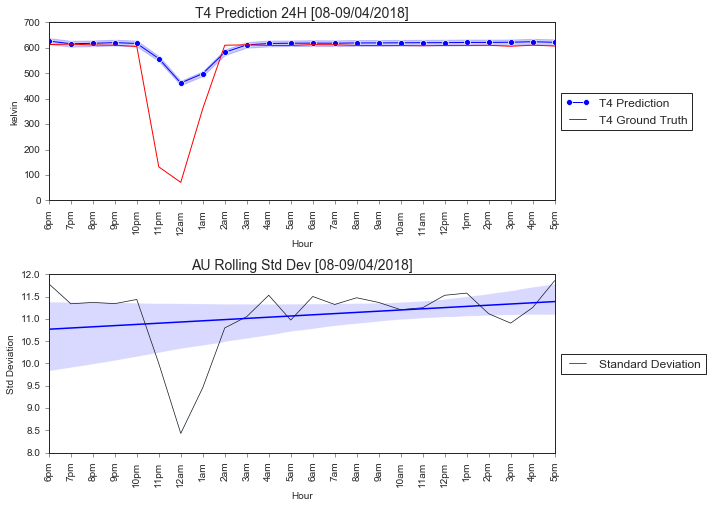 T4 Prediction 24H [08-09/04/2018]
700
600
500
400
300
200
100
0
kelvin
6pm 7pm 8pm 9pm 10pm 11pm 12am 1am 2am 3am 4am 5am 6am 7am 8am 9am 10am 11am 12pm 1pm 2pm 3pm 4pm 5pm
Hour
T4 Prediction
T4 Ground Truth
AU Rolling Std Dev [08-09/04/2018]
12.0
11.5
11.0
10.5
10.0
9.5
9.0
8.5
8.0
Std Deviation
6pm 7pm 8pm 9pm 10pm 11pm 12am 1am 2am 3am 4am 5am 6am 7am 8am 9am 10am 11am 12pm 1pm 2pm 3pm 4pm 5pm
Hour
Standard Deviation